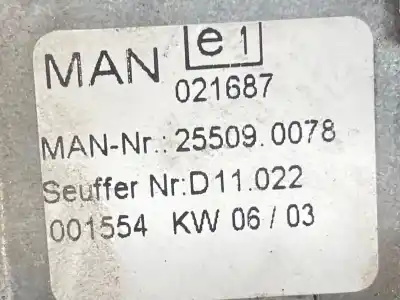 MAN e1
021687
MAN-Nr.: 25509.0078
Seuffer Nr:D11.022
001554 KW 06/03